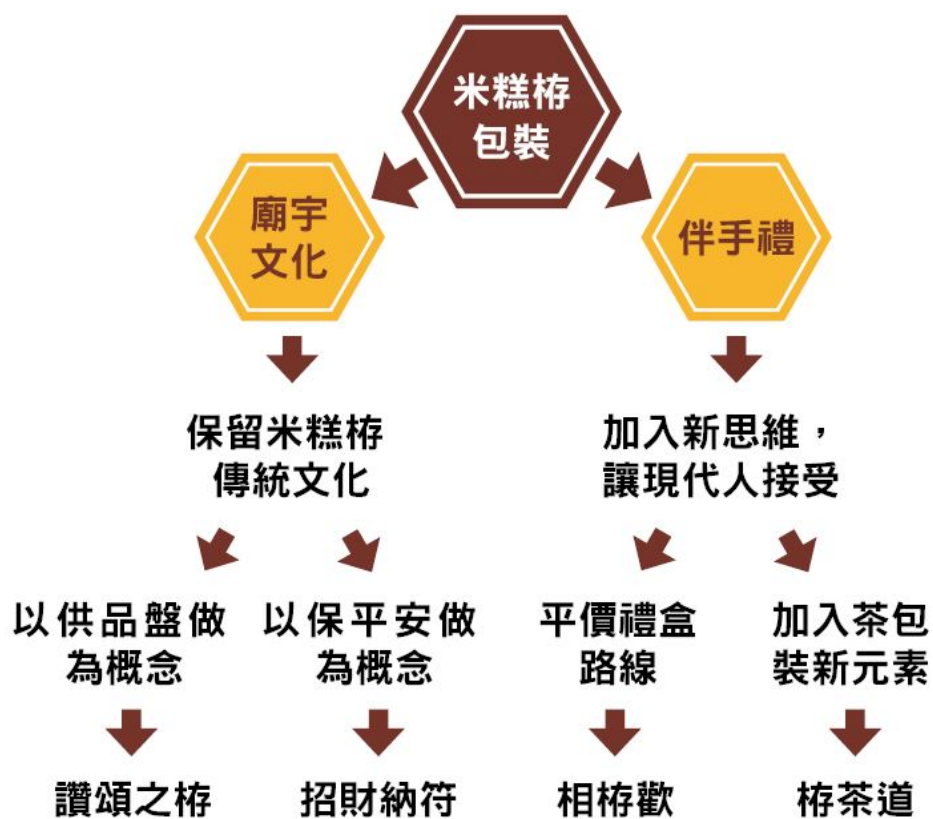 米糕栫
包裝
廟宇
文化
伴手禮
保留米糕栫
傳統文化
加入新思維，
讓現代人接受
以供品盤做
為概念
以保平安做
為概念
平價禮盒
路線
加入茶包
裝新元素
讚頌之栫
招財納符
相栫歡
栫茶道